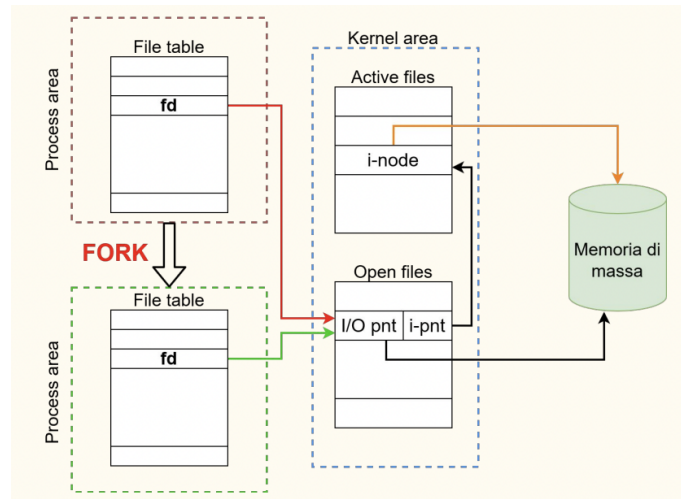 File table
fd
Process area
FORK
File table
fd
Process area
Kernel area
Active files
i-node
Open files
I/O pnt
i-pnt
Memoria di
massa